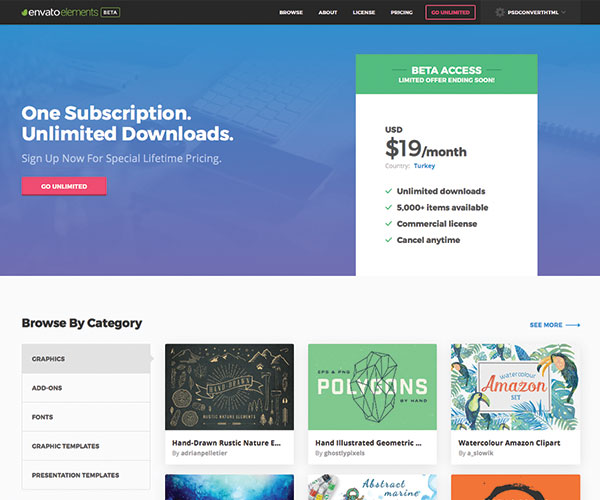 envatoelements BETA
BROWSE ABOUT LICENSE PRICING GO UNLIMITED PSDCONVERTHTML
One Subscription.
Unlimited Downloads.
Sign Up Now For Special Lifetime Pricing.
GO UNLIMITED
BETA ACCESS
LIMITED OFFER ENDING SOON!
USD
$19/month
Country: Turkey
Unlimited downloads
5,000+ items available
Commercial license
Cancel anytime
Browse By Category
SEE MORE
GRAPHICS
ADD-ONS
FONTS
GRAPHIC TEMPLATES
PRESENTATION TEMPLATES
HAND DRAWN
RUSTIC NATURE ELEMENTS
Hand-Drawn Rustic Nature E...
By adrianpelletier
EPS & PNG
POLYGONS
BY HAND
Hand Illustrated Geometric ...
By ghostlypixels
watercolour
Amazon
SET
Watercolour Amazon Clipart
By a_slowik
Abstract
marine